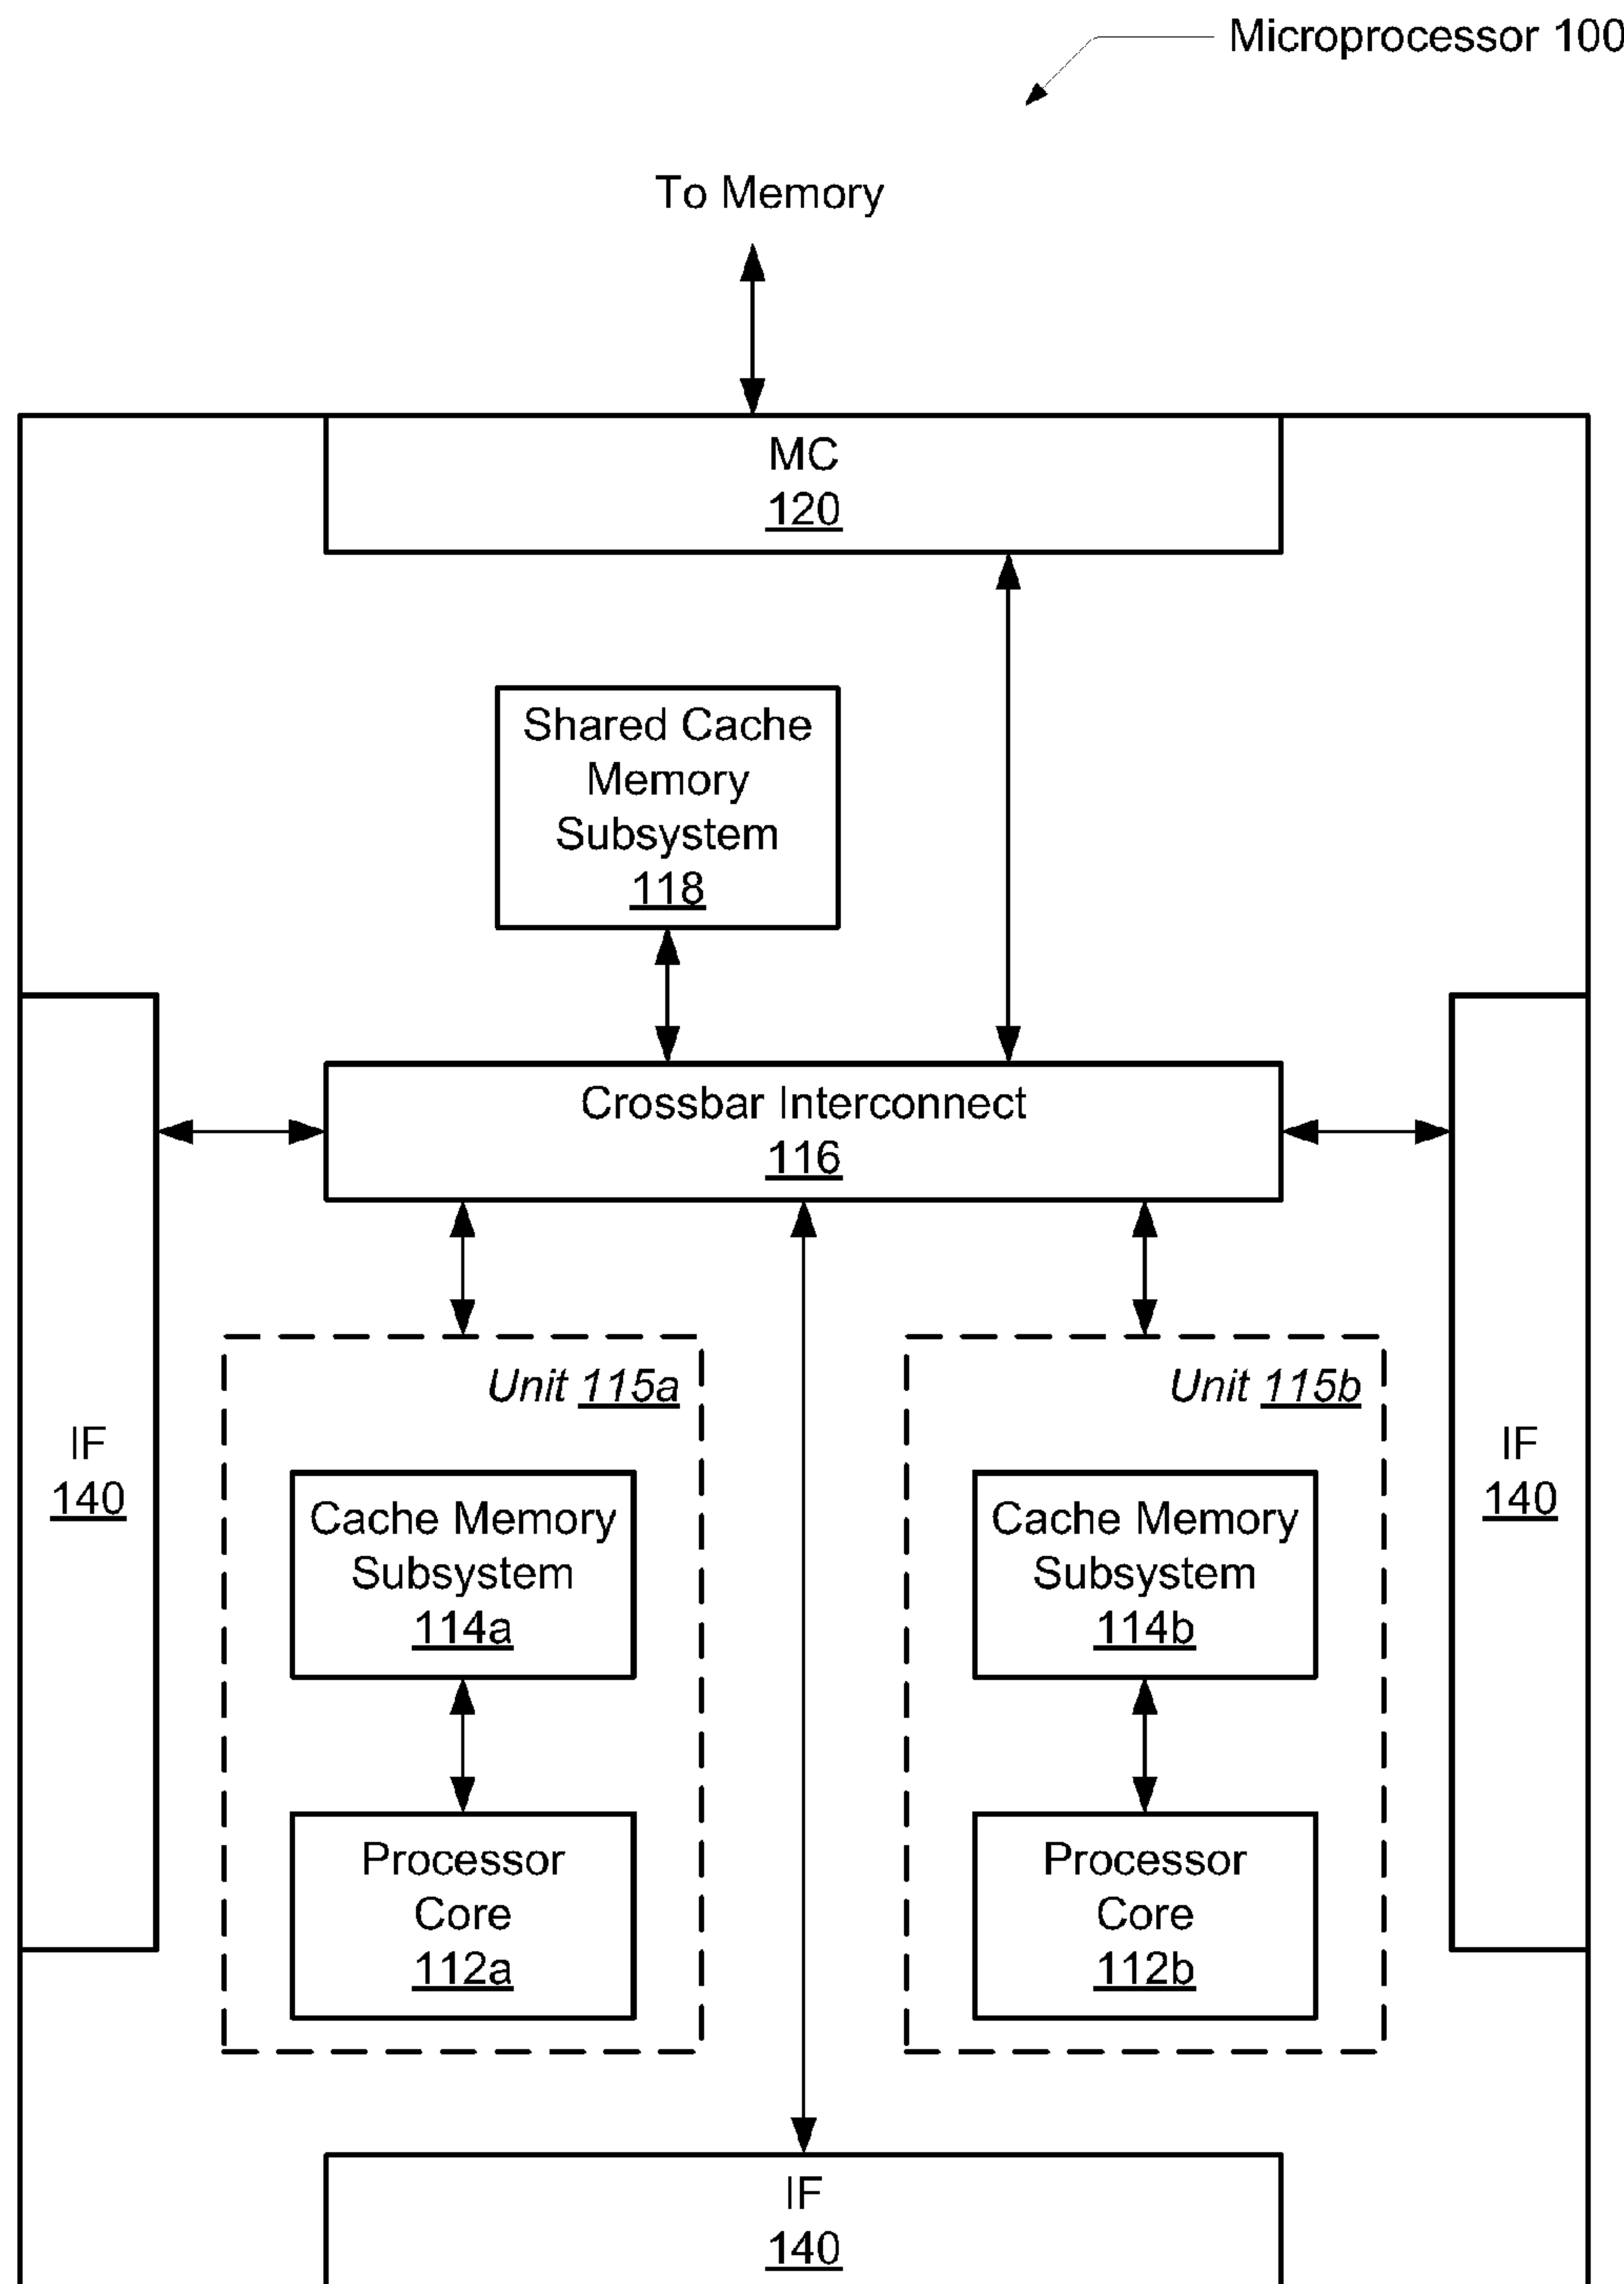 Microprocessor 100
To Memory
MC
120
Shared Cache
Memory
Subsystem
118
Crossbar Interconnect
116
IF
140
Unit 115a
Cache Memory
Subsystem
114a
Processor
Core
112a
Unit 115b
Cache Memory
Subsystem
114b
Processor
Core
112b
IF
140
IF
140